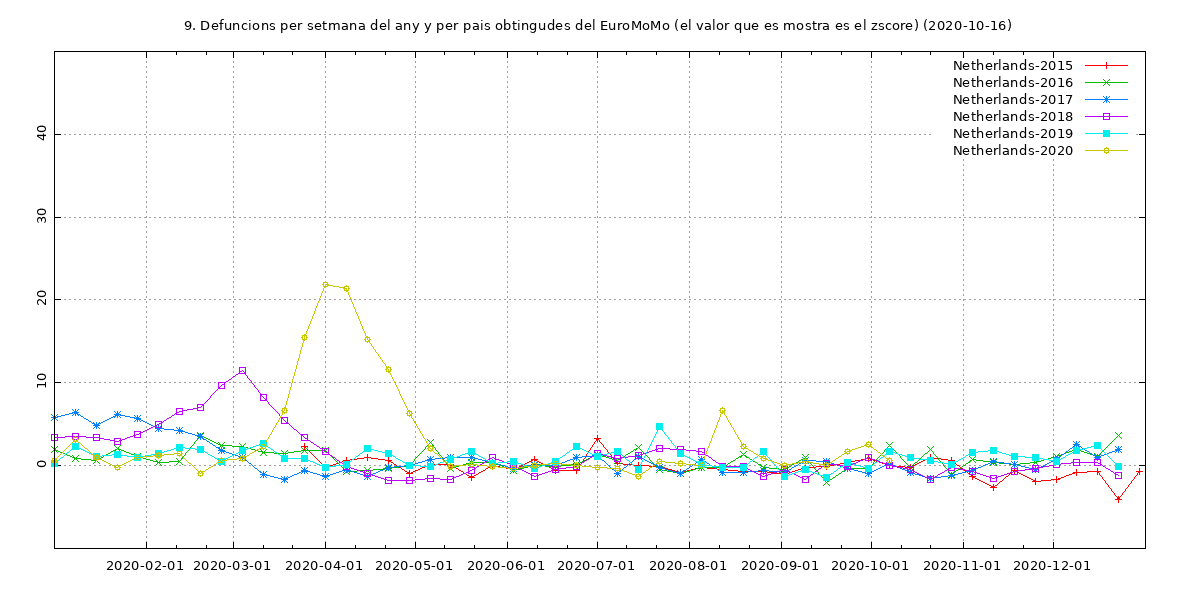 9. Defuncions per setmana del any y per pais obtingudes del EuroMoMo (el valor que es mostra es el zscore) (2020-10-16)
Netherlands-2015
Netherlands-2016
Netherlands-2017
Netherlands-2018
Netherlands-2019
Netherlands-2020
40
30
20
10
0
2020-02-01 2020-03-01 2020-04-01 2020-05-01 2020-06-01 2020-07-01 2020-08-01 2020-09-01 2020-10-01 2020-11-01 2020-12-01